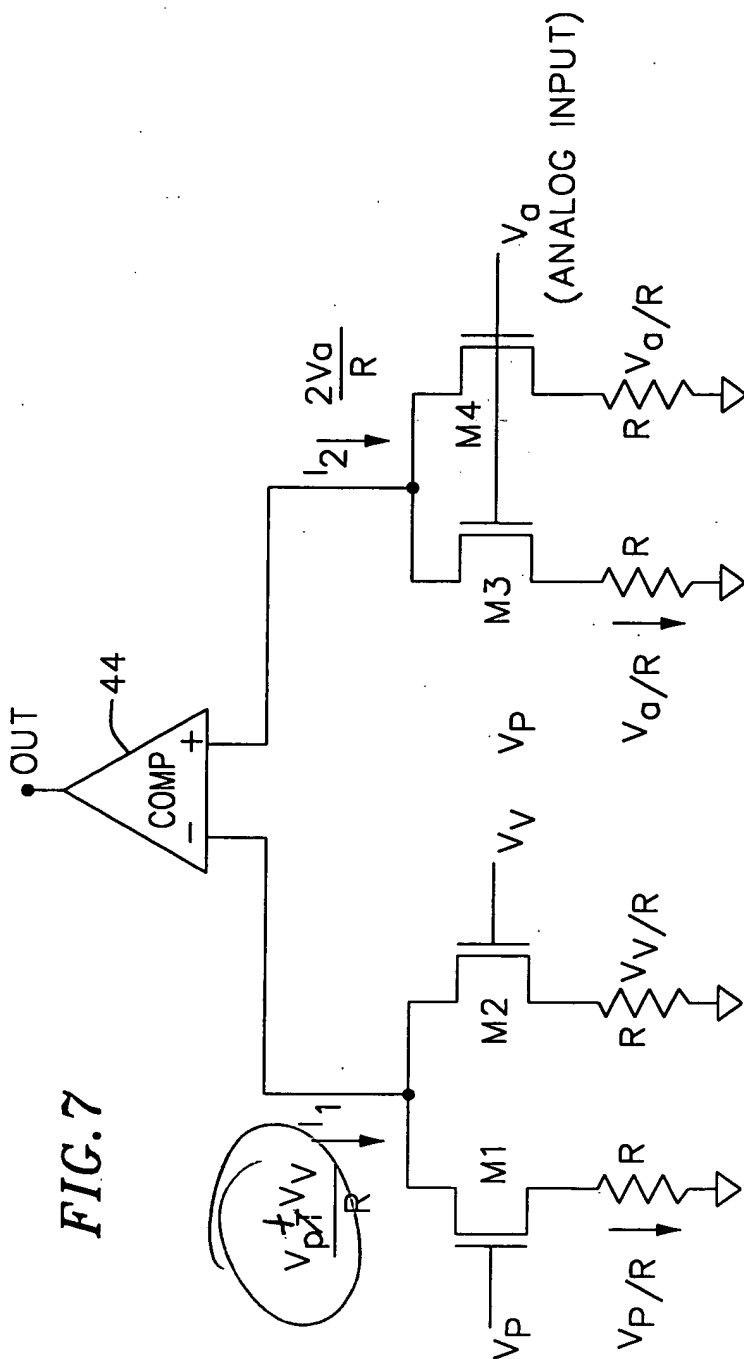 FIG.7
OUT
44
COMP
−
+
I1
Vp + VV
R
I2
2Va
R
M1
M2
M3
M4
VP
VV
VP
Va
(ANALOG INPUT)
R
VP/R
R
VV/R
R
Va/R
R
Va/R